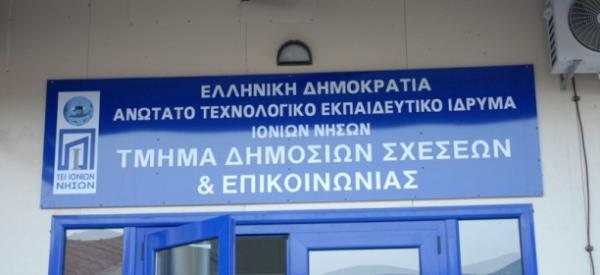 ΕΛΛΗΝΙΚΗ ΔΗΜΟΚΡΑΤΙΑ
ΑΝΩΤΑΤΟ ΤΕΧΝΟΛΟΓΙΚΟ ΕΚΠΑΙΔΕΥΤΙΚΟ ΙΔΡΥΜΑ
ΙΟΝΙΩΝ ΝΗΣΩΝ
ΤΜΗΜΑ ΔΗΜΟΣΙΩΝ ΣΧΕΣΕΩΝ
& ΕΠΙΚΟΙΝΩΝΙΑΣ
ΤΕΙ ΙΟΝΙΩΝ
ΝΗΣΩΝ